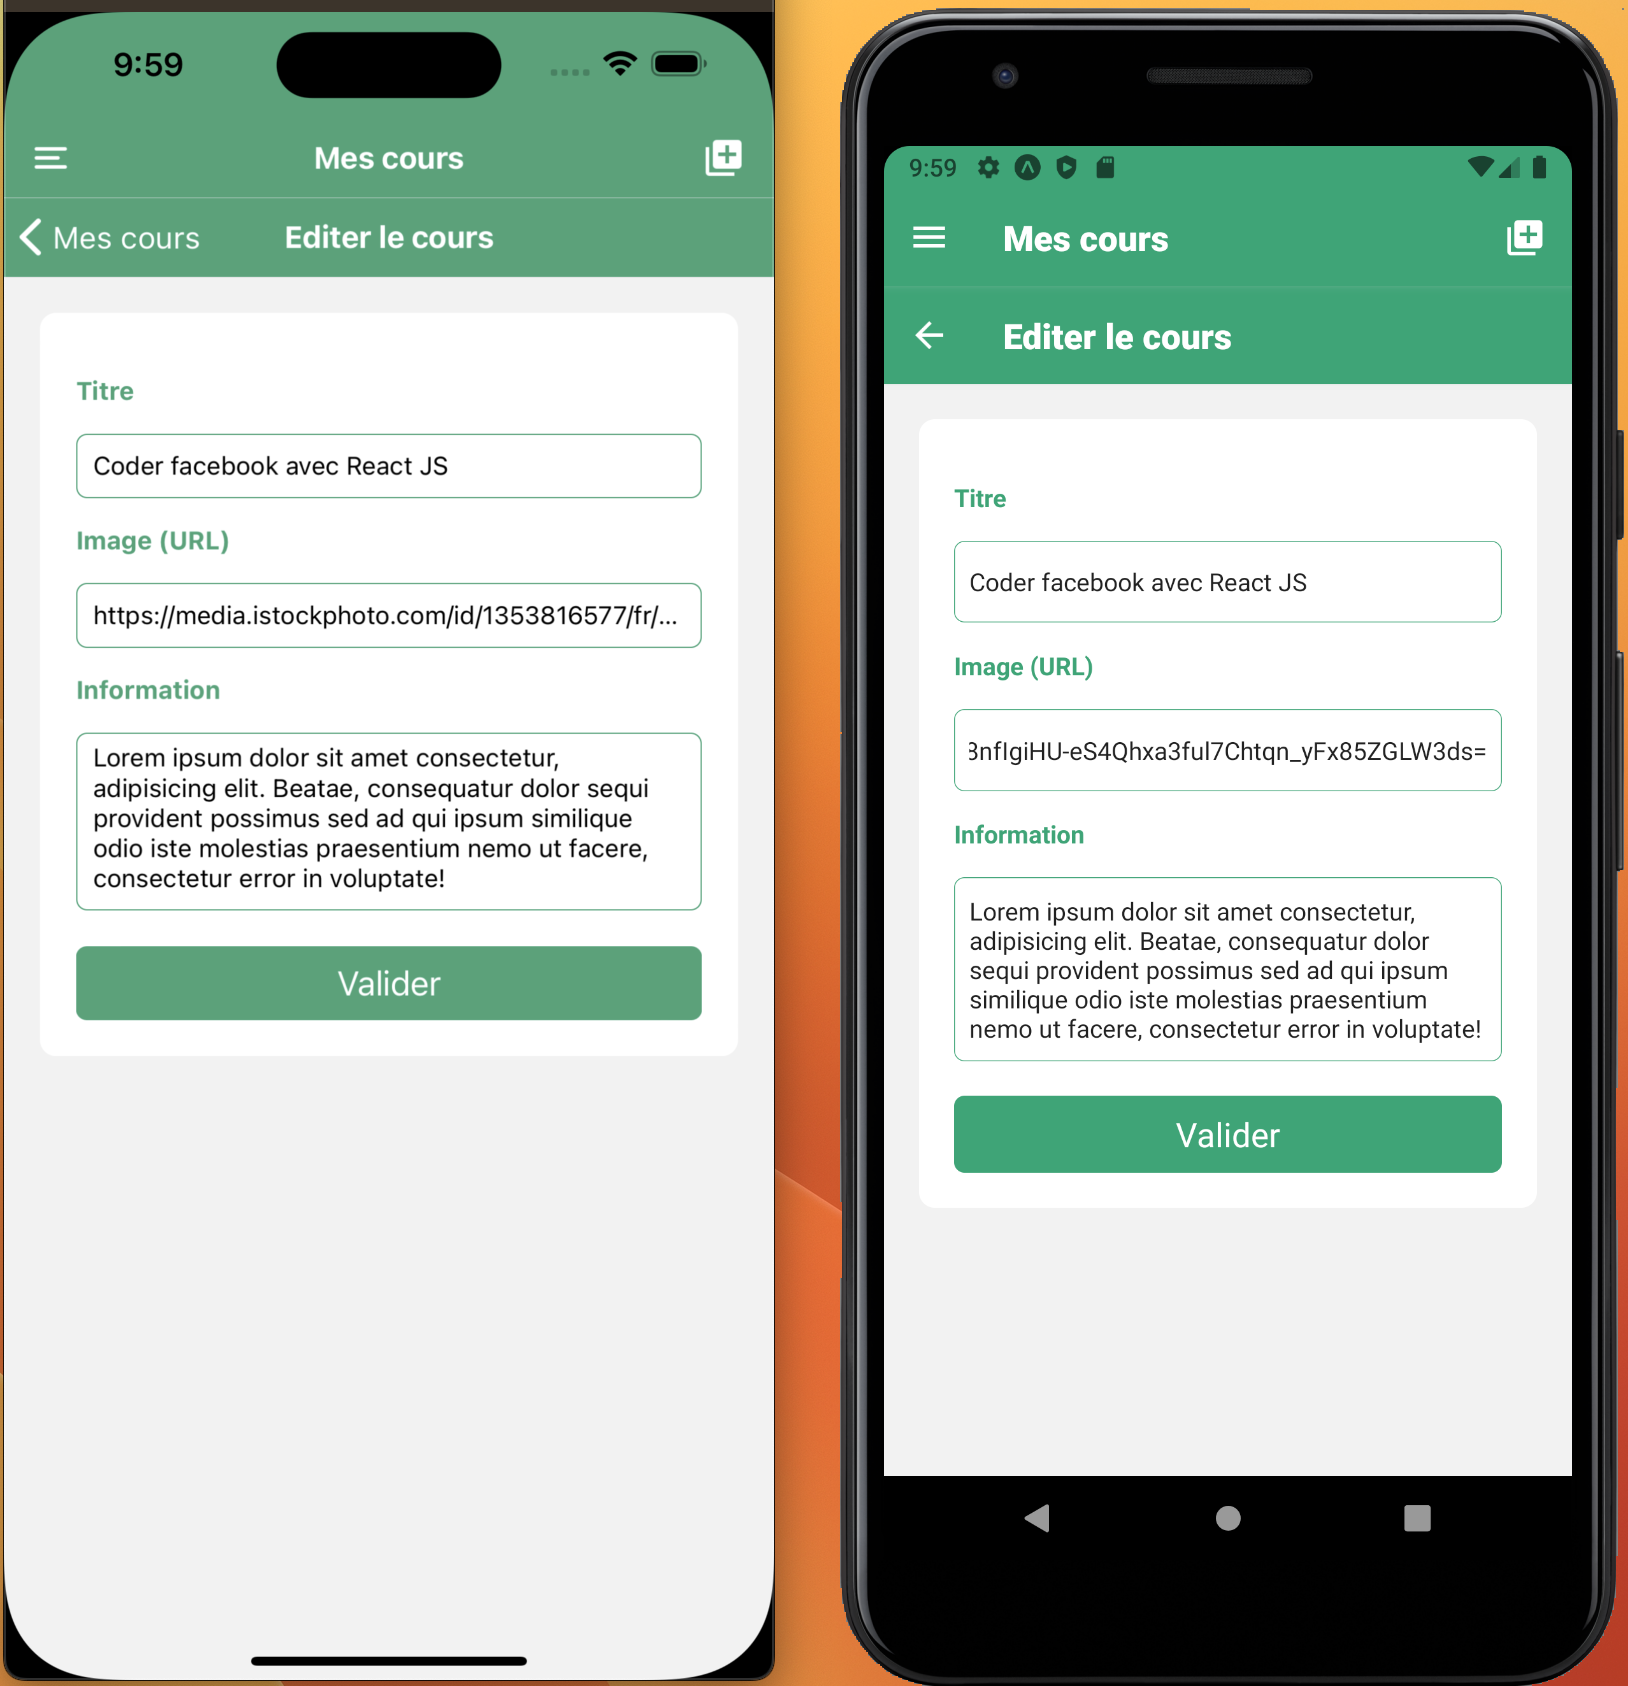 9:59
Mes cours
Mes cours
Editer le cours
Titre
Coder facebook avec React JS
Image (URL)
https://media.istockphoto.com/id/1353816577/fr/...
Information
Lorem ipsum dolor sit amet consectetur,
adipisicing elit. Beatae, consequatur dolor sequi
provident possimus sed ad qui ipsum similique
odio iste molestias praesentium nemo ut facere,
consectetur error in voluptate!
Valider
9:59
Mes cours
Editer le cours
Titre
Coder facebook avec React JS
Image (URL)
3nfIgiHU-eS4Qhxa3ful7Chtqn_yFx85ZGLW3ds=
Information
Lorem ipsum dolor sit amet consectetur,
adipisicing elit. Beatae, consequatur dolor
sequi provident possimus sed ad qui ipsum
similique odio iste molestias praesentium
nemo ut facere, consectetur error in voluptate!
Valider